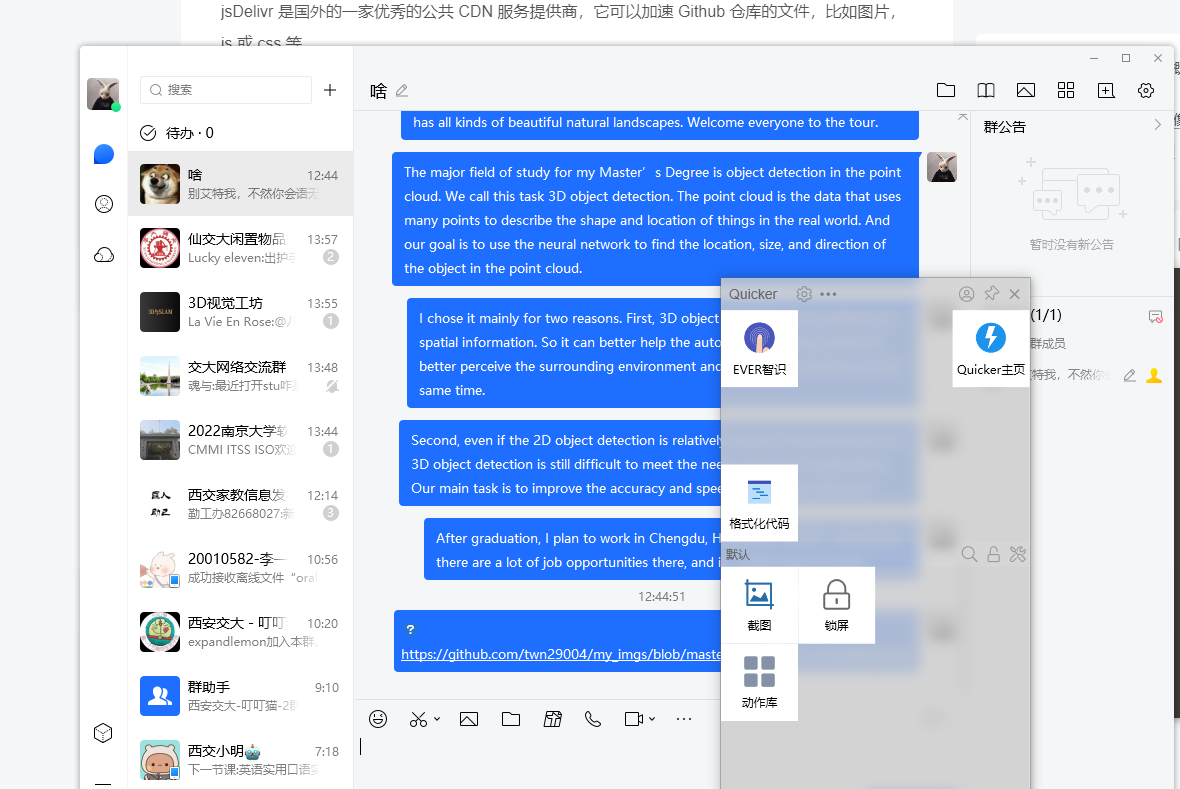 jsDelivr 是国外的一家优秀的公共 CDN 服务提供商，它可以加速 Github 仓库的文件，比如图片，
js 或 css 等
搜索
待办 · 0
啥
12:44
别艾特我，不然你会语无
仙交大闲置物品
13:57
Lucky eleven:出护
2
3D视觉工坊
13:55
La Vie En Rose:@
1
交大网络交流群
13:48
魂与:最近打开stu咋
2022南京大学软
13:44
CMMI ITSS ISO欢迎
1
西交家教信息发
12:14
勤工办82668027:新
3
20010582-李一
10:56
成功接收离线文件“oral
西安交大 - 叮叮
10:20
expandlemon加入本群.
群助手
9:10
西安交大-叮叮猫-2群
西交小明
7:18
下一节课:英语实用口语实
啥
has all kinds of beautiful natural landscapes. Welcome everyone to the tour.
The major field of study for my Master’s Degree is object detection in the point
cloud. We call this task 3D object detection. The point cloud is the data that uses
many points to describe the shape and location of things in the real world. And
our goal is to use the neural network to find the location, size, and direction of
the object in the point cloud.
I chose it mainly for two reasons. First, 3D object
spatial information. So it can better help the auto
better perceive the surrounding environment and
same time.
Second, even if the 2D object detection is relatively
3D object detection is still difficult to meet the nee
Our main task is to improve the accuracy and spee
After graduation, I plan to work in Chengdu, H
there are a lot of job opportunities there, and i
12:44:51
?
https://github.com/twn29004/my_imgs/blob/maste
群公告
暂时没有新公告
(1/1)
群成员
艾特我，不然你会
Quicker
EVER智识
Quicker主页
格式化代码
默认
截图
锁屏
动作库